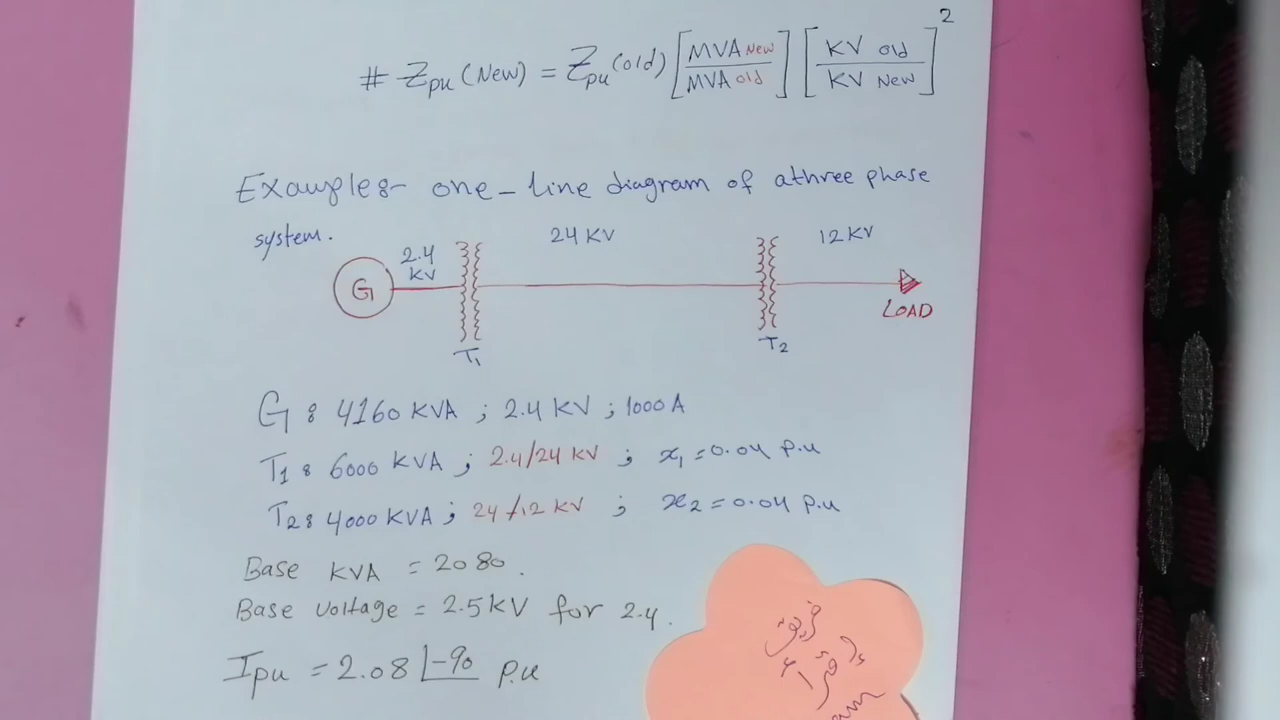 # Zpu (New) = Zpu (old) [MVA New / MVA old] [KV old / KV New]²
Example:- one-line diagram of a three phase
system.
2.4 KV
24 KV
12 KV
G
LOAD
T1
T2
G : 4160 KVA ; 2.4 KV ; 1000 A
T1 : 6000 KVA ; 2.4/24 KV ; x1 = 0.04 p.u
T2 : 4000 KVA ; 24/12 KV ; x2 = 0.04 p.u
Base KVA = 2080.
Base Voltage = 2.5 KV for 2.4.
Ipu = 2.08 ∠-90 p.u
فريق